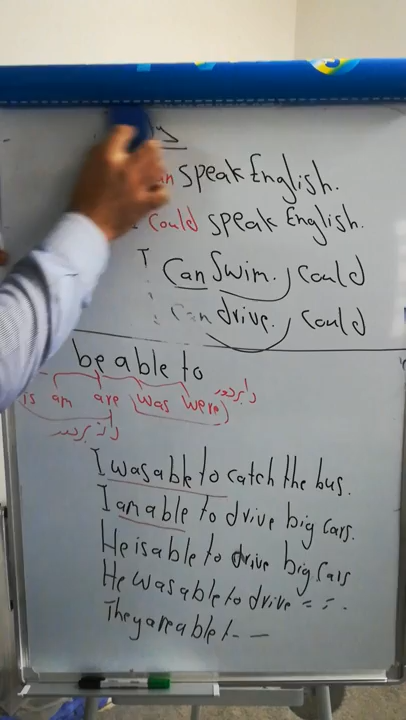 an speak English.
I could speak English.
I can swim. could
can drive. could
be able to
is am are was were
I was able to catch the bus.
I am able to drive big cars.
He is able to drive big cars
He was able to drive = = .
They are able t- —